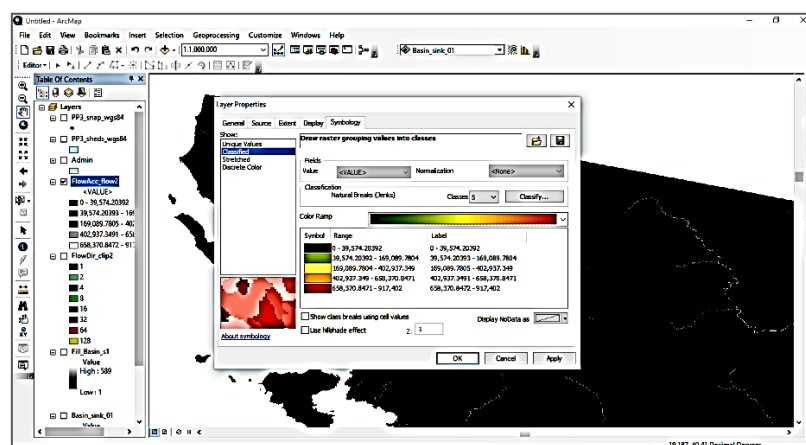 Untitled - ArcMap
File Edit View Bookmarks Insert Selection Geoprocessing Customize Windows Help
1:1,000,000
Basin_sink_01
Editor
Table Of Contents
Layers
PP3_snap_wgs84
PP3_sheds_wgs84
Admin
FlowAcc_flow2
<VALUE>
0 - 39,574.20392
39,574.20393 - 169
169,089.7805 - 402
402,937.3491 - 658
658,370.8472 - 917
FlowDir_clip2
1
2
4
8
16
32
64
128
Fill_Basin_s1
Value
High : 589
Low : 1
Basin_sink_01
Value
Layer Properties
General Source Extent Display Symbology
Show:
Unique Values
Classified
Stretched
Discrete Color
About symbology
Draw raster grouping values into classes
Fields
Value <VALUE> Normalization <None>
Classification
Natural Breaks (Jenks) Classes 5 Classify...
Color Ramp
Symbol Range Label
0 - 39,574.20392 0 - 39,574.20392
39,574.20393 - 169,089.7804 39,574.20393 - 169,089.7804
169,089.7804 - 402,937.349 169,089.7805 - 402,937.349
402,937.349 - 658,370.8471 402,937.3491 - 658,370.8471
658,370.8471 - 917,402 658,370.8472 - 917,402
Show class breaks using cell values
Display NoData as
Use hillshade effect Z: 1
OK Cancel Apply